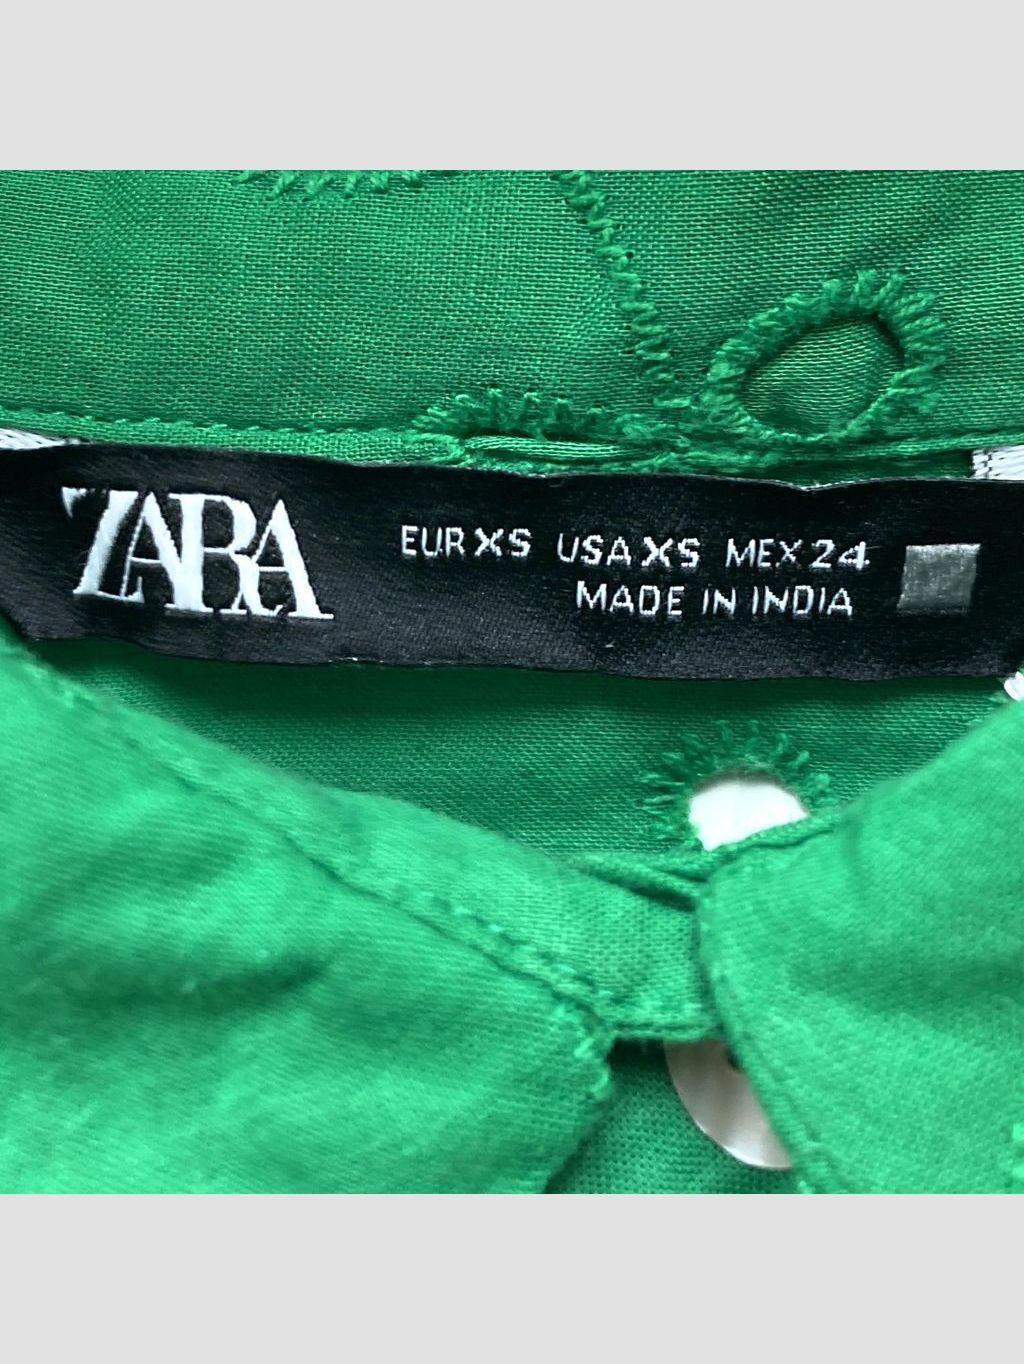 ZARA
EUR XS USA XS MEX 24
MADE IN INDIA